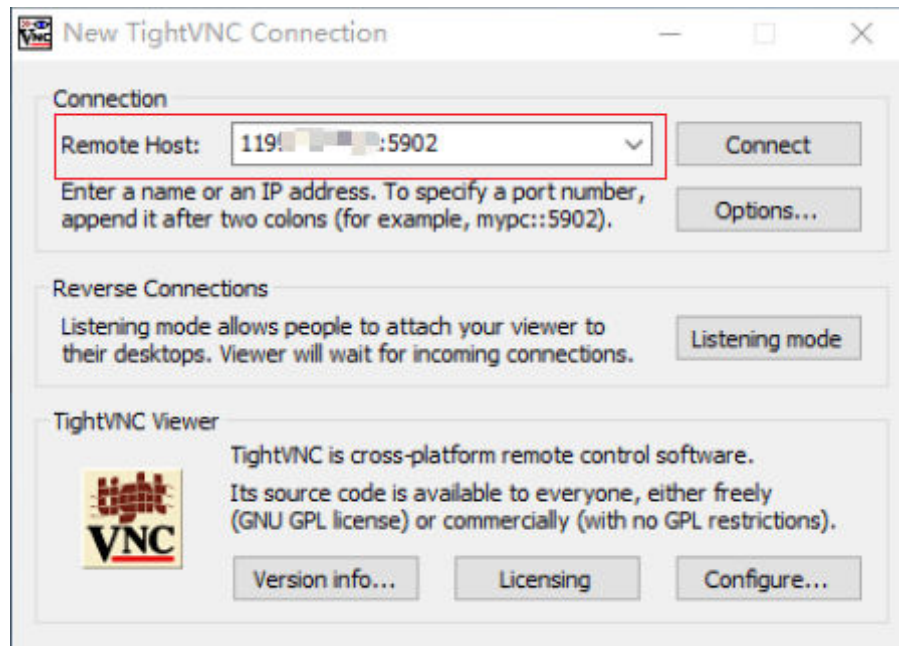 New TightVNC Connection
Connection
Remote Host:
:5902
Connect
Enter a name or an IP address. To specify a port number,
append it after two colons (for example, mypc::5902).
Options...
Reverse Connections
Listening mode allows people to attach your viewer to
their desktops. Viewer will wait for incoming connections.
Listening mode
TightVNC Viewer
TightVNC is cross-platform remote control software.
Its source code is available to everyone, either freely
(GNU GPL license) or commercially (with no GPL restrictions).
tight
VNC
Version info...
Licensing
Configure...